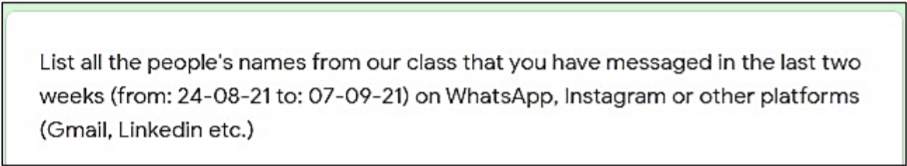 List all the people's names from our class that you have messaged in the last two
weeks (from: 24-08-21 to: 07-09-21) on WhatsApp, Instagram or other platforms
(Gmail, Linkedin etc.)